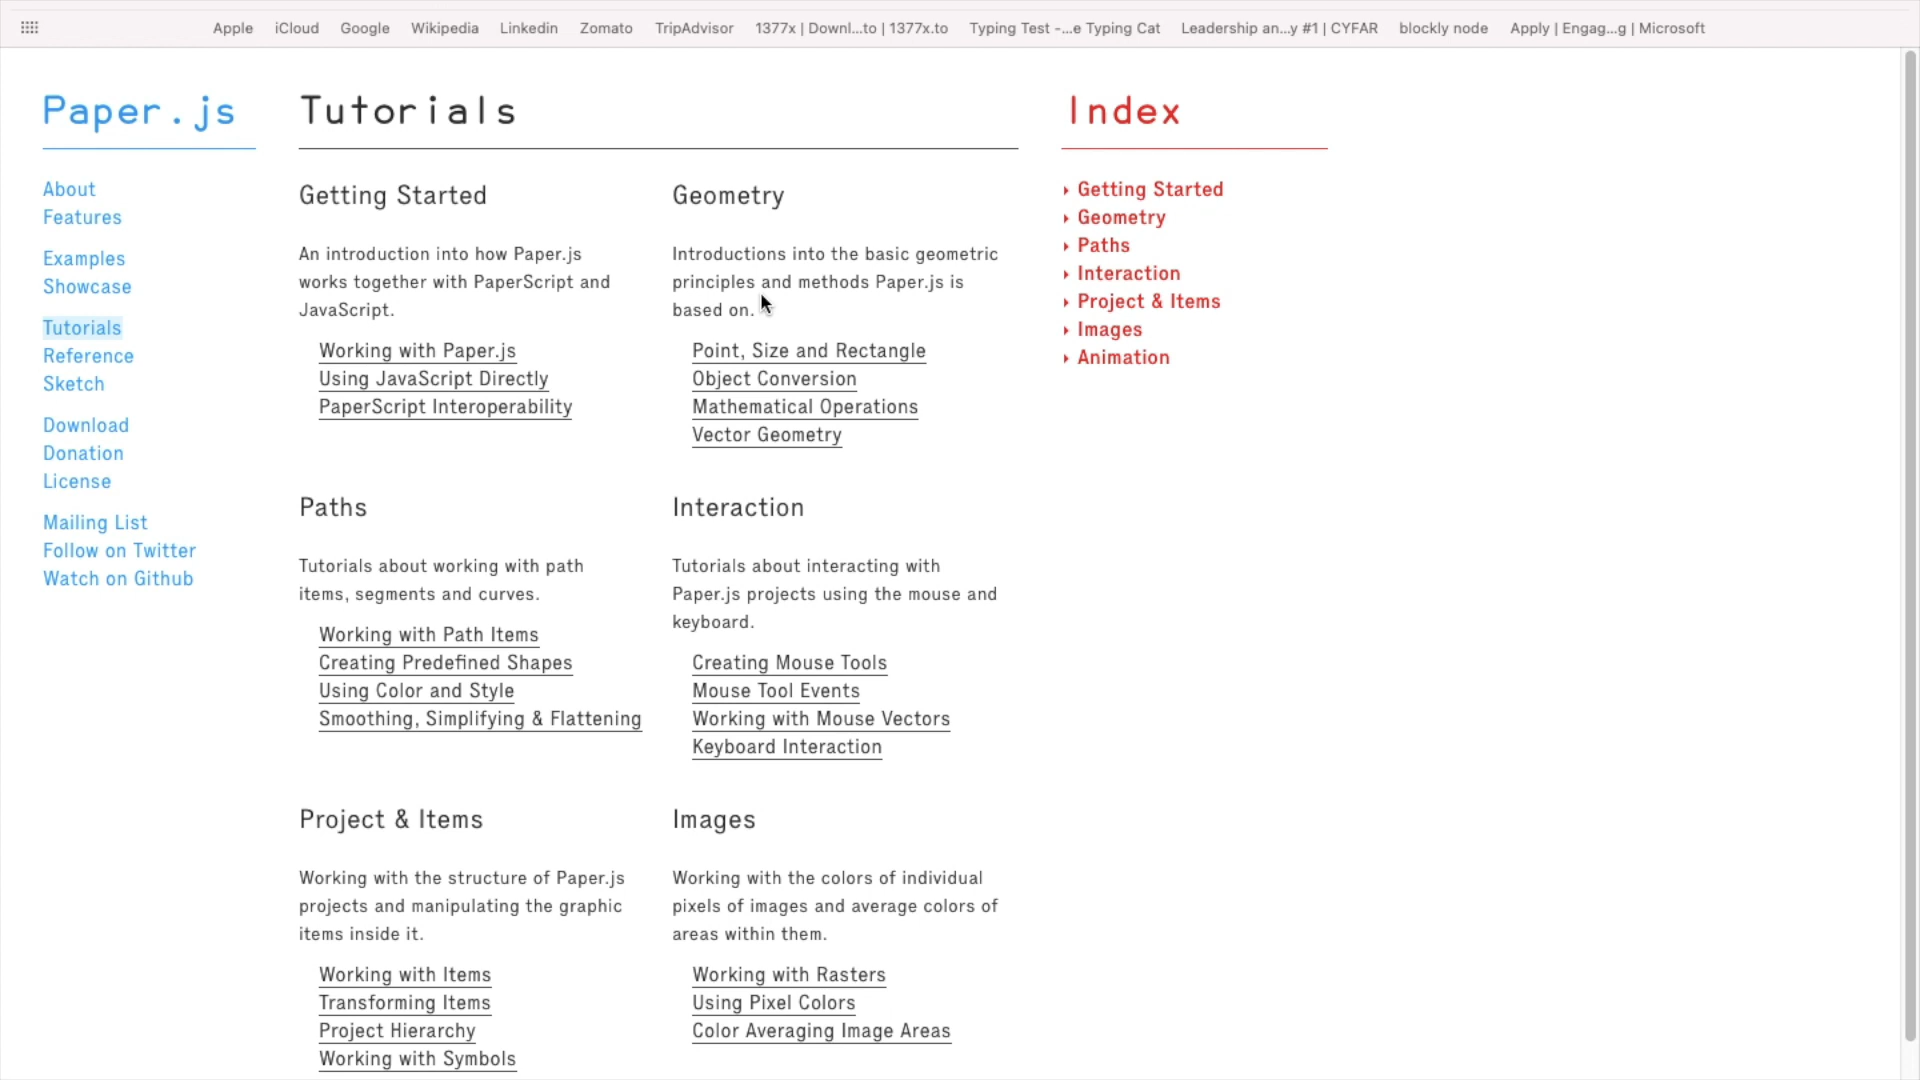 Apple iCloud Google Wikipedia Linkedin Zomato TripAdvisor 1377x | Downl...to | 1377x.to Typing Test -...e Typing Cat Leadership an...y #1 | CYFAR blockly node Apply | Engag...g | Microsoft
Paper.js
About
Features
Examples
Showcase
Tutorials
Reference
Sketch
Download
Donation
License
Mailing List
Follow on Twitter
Watch on Github
Tutorials
Getting Started
An introduction into how Paper.js
works together with PaperScript and
JavaScript.
Working with Paper.js
Using JavaScript Directly
PaperScript Interoperability
Geometry
Introductions into the basic geometric
principles and methods Paper.js is
based on.
Point, Size and Rectangle
Object Conversion
Mathematical Operations
Vector Geometry
Paths
Tutorials about working with path
items, segments and curves.
Working with Path Items
Creating Predefined Shapes
Using Color and Style
Smoothing, Simplifying & Flattening
Interaction
Tutorials about interacting with
Paper.js projects using the mouse and
keyboard.
Creating Mouse Tools
Mouse Tool Events
Working with Mouse Vectors
Keyboard Interaction
Project & Items
Working with the structure of Paper.js
projects and manipulating the graphic
items inside it.
Working with Items
Transforming Items
Project Hierarchy
Working with Symbols
Images
Working with the colors of individual
pixels of images and average colors of
areas within them.
Working with Rasters
Using Pixel Colors
Color Averaging Image Areas
Index
Getting Started
Geometry
Paths
Interaction
Project & Items
Images
Animation